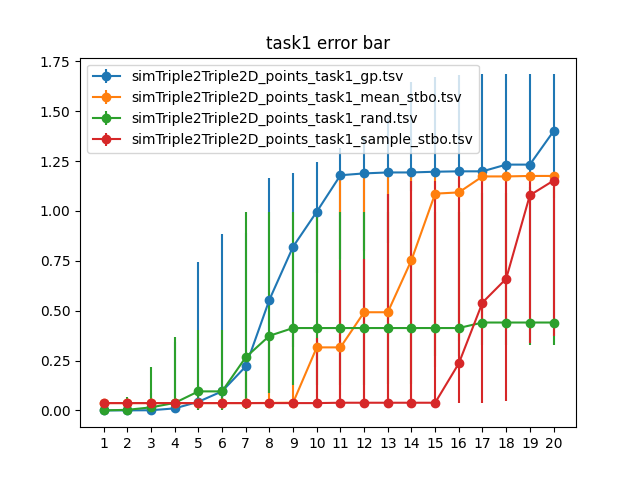 task1 error bar
1.75
1.50
1.25
1.00
0.75
0.50
0.25
0.00
simTriple2Triple2D_points_task1_gp.tsv
simTriple2Triple2D_points_task1_mean_stbo.tsv
simTriple2Triple2D_points_task1_rand.tsv
simTriple2Triple2D_points_task1_sample_stbo.tsv
1 2 3 4 5 6 7 8 9 10 11 12 13 14 15 16 17 18 19 20